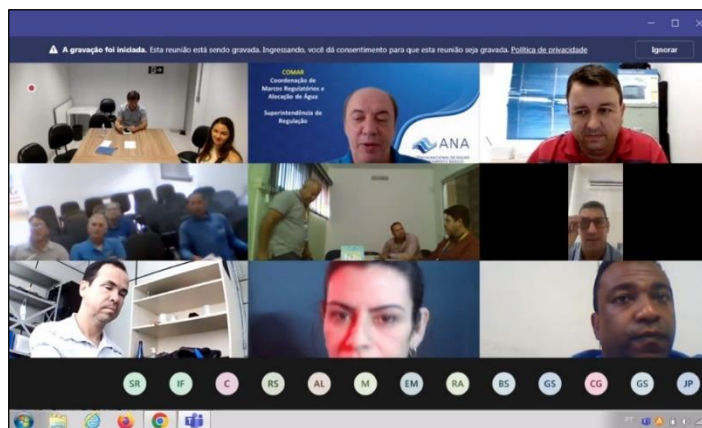 A gravação foi iniciada. Esta reunião está sendo gravada. Ingressando, você dá consentimento para que esta reunião seja gravada. Política de privacidade
Ignorar
COMAR
Coordenação de
Marcos Regulatórios e
Alocação de Água
Superintendência de
Regulação
ANA
SR IF C RS AL M EM RA BS GS CG GS JP
PT